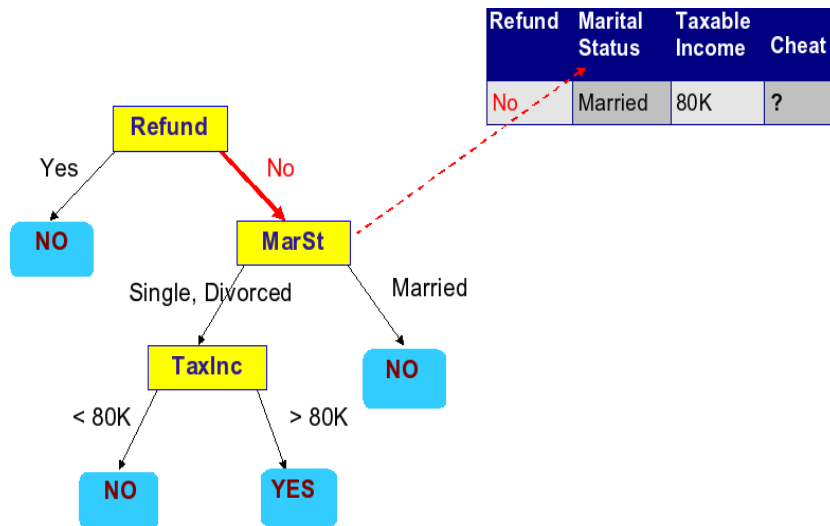 Refund Marital Status Taxable Income Cheat
No Married 80K ?
Refund
Yes
No
NO
MarSt
Single, Divorced
Married
TaxInc
NO
< 80K
> 80K
NO
YES